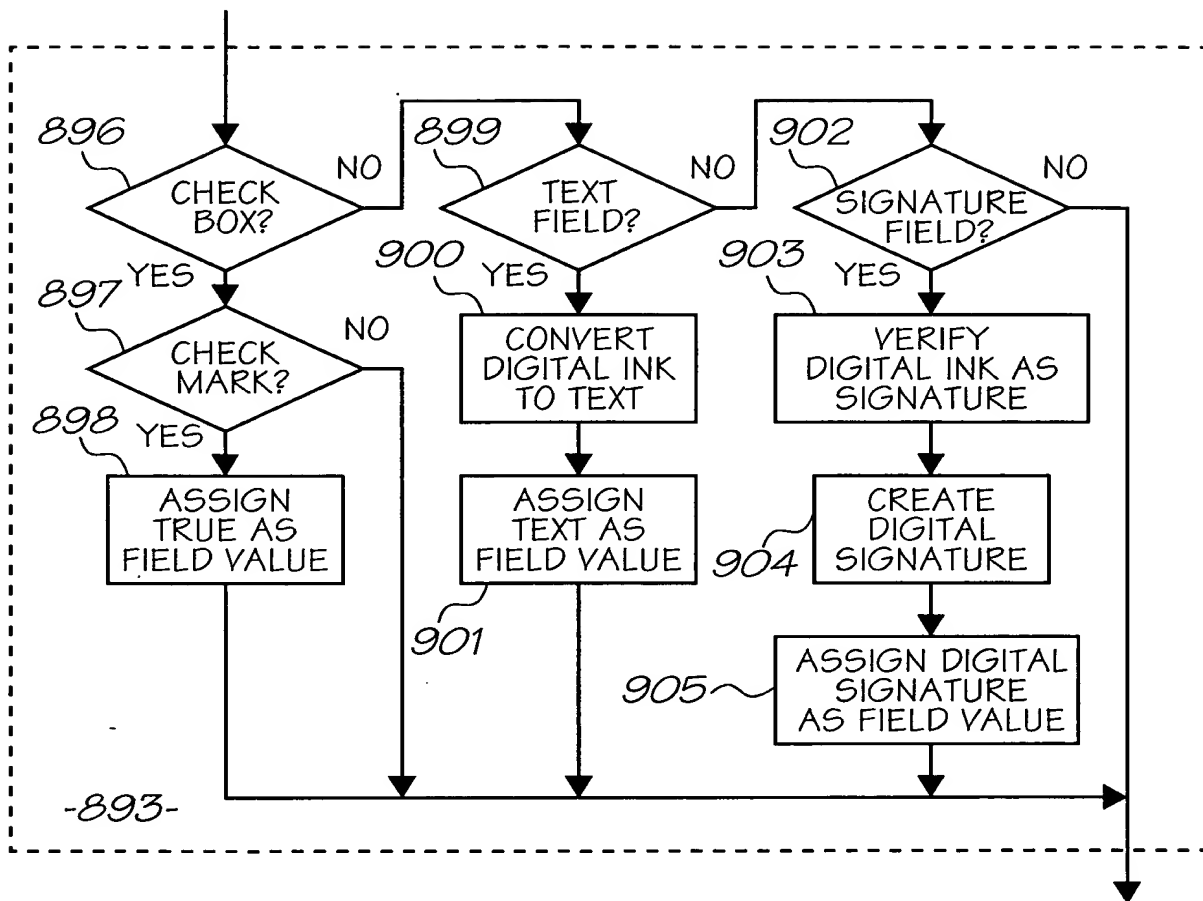 896
CHECK
BOX?
NO
YES
897
CHECK
MARK?
NO
YES
898
ASSIGN
TRUE AS
FIELD VALUE
899
TEXT
FIELD?
NO
YES
900
CONVERT
DIGITAL INK
TO TEXT
ASSIGN
TEXT AS
FIELD VALUE
901
902
SIGNATURE
FIELD?
NO
YES
903
VERIFY
DIGITAL INK AS
SIGNATURE
CREATE
DIGITAL
SIGNATURE
904
ASSIGN DIGITAL
SIGNATURE
AS FIELD VALUE
905
-893-